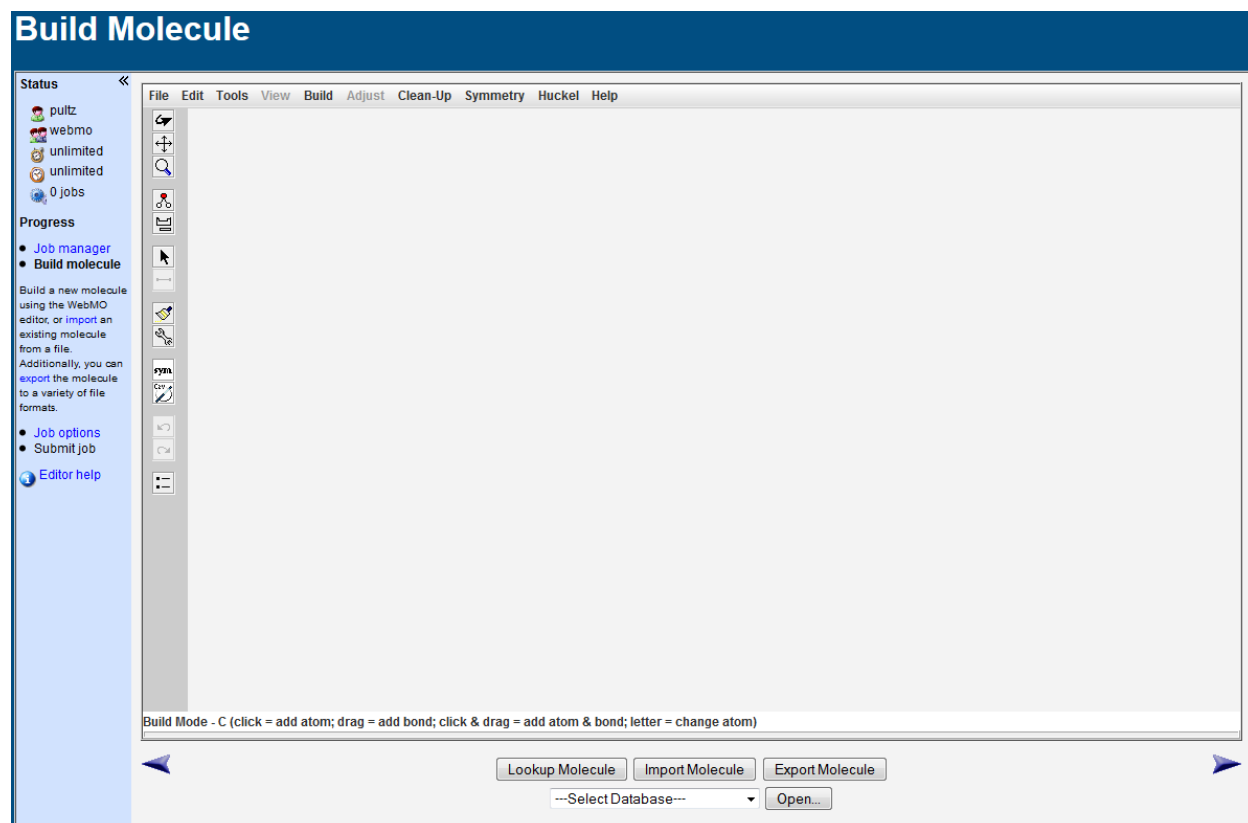 Build Molecule
Status
pultz
webmo
unlimited
unlimited
0 jobs
Progress
Job manager
Build molecule
Build a new molecule
using the WebMO
editor, or import an
existing molecule
from a file.
Additionally, you can
export the molecule
to a variety of file
formats.
Job options
Submit job
Editor help
File Edit Tools View Build Adjust Clean-Up Symmetry Huckel Help
sym
C2v
Build Mode - C (click = add atom; drag = add bond; click & drag = add atom & bond; letter = change atom)
Lookup Molecule Import Molecule Export Molecule
---Select Database--- Open...